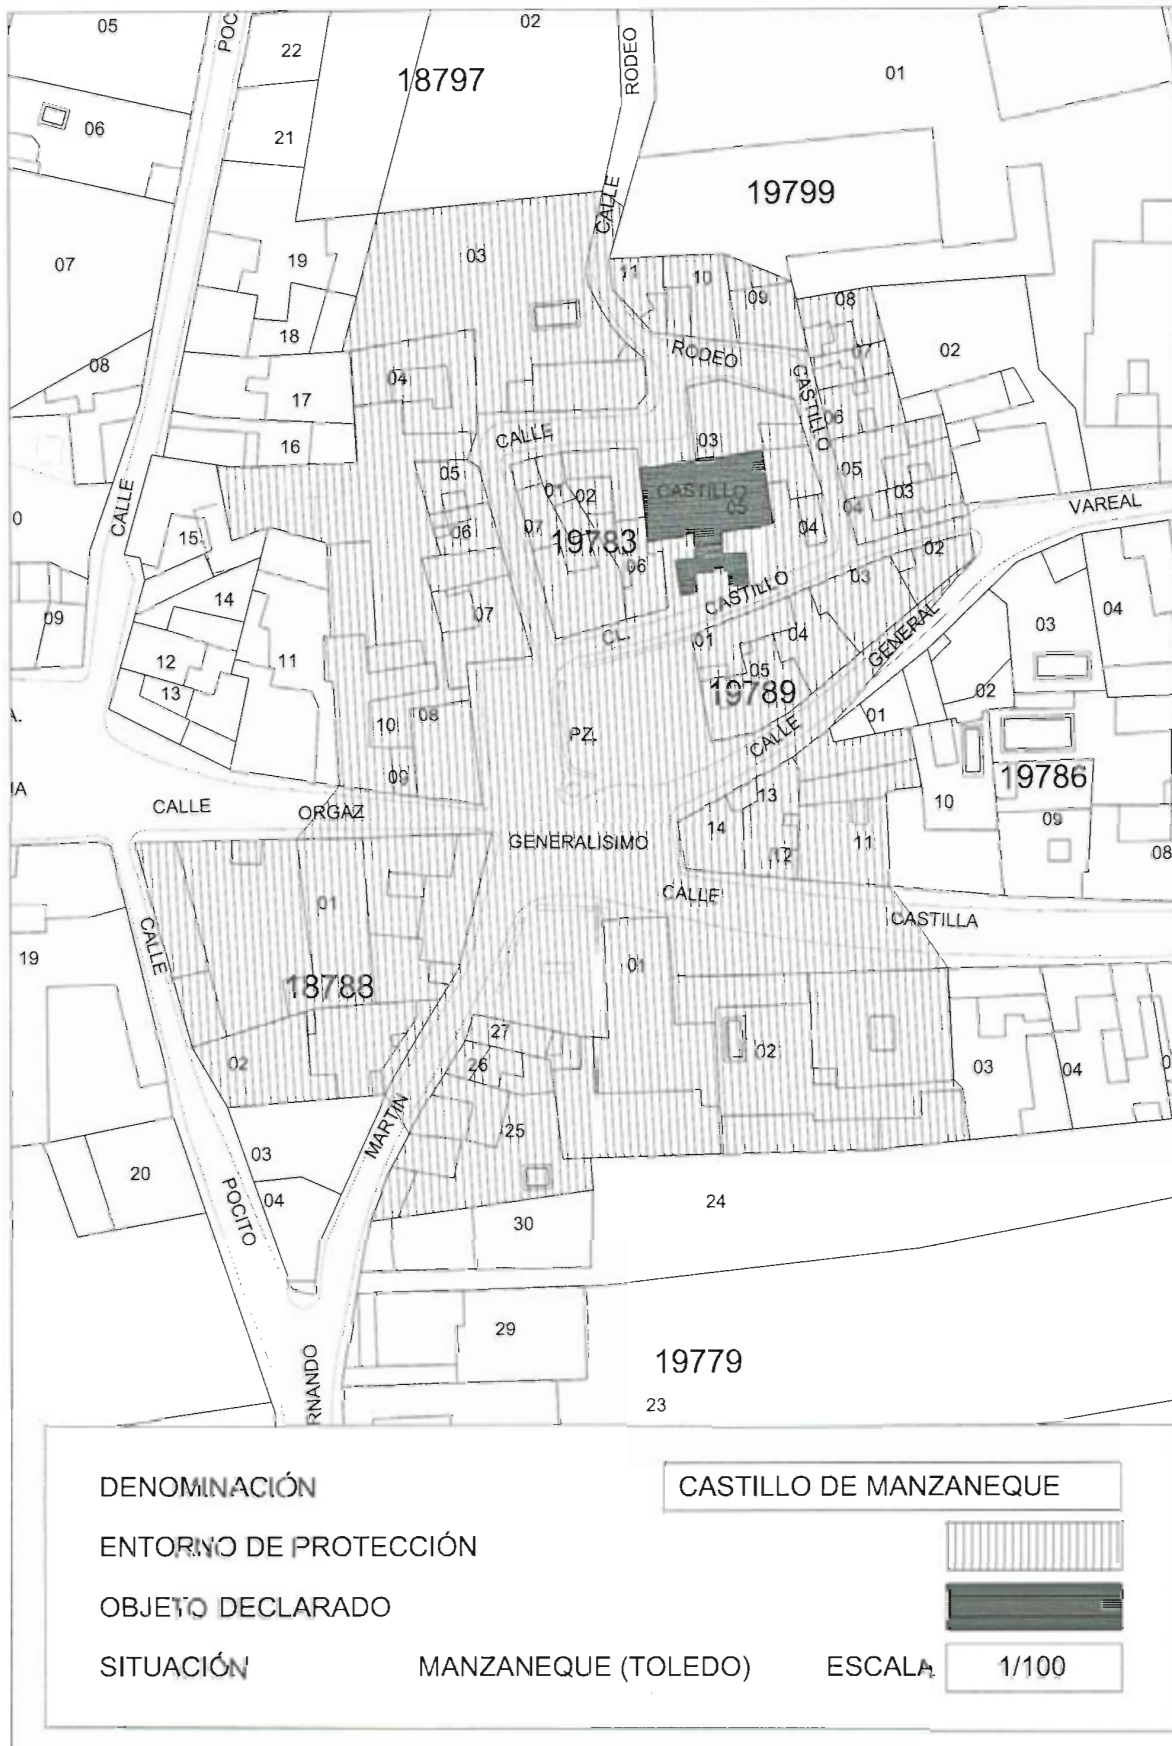 05
POC
22
18797
02
RODEO
01
06
21
19799
CALLE
03
19
07
11
10
09
08
18
RODEO
07
02
08
04
CASTILLO
17
06
CALLE
03
16
05
05
01
02
CASTILLO
05
03
04
VAREAL
CALLE
0
15
06
07
19783
04
02
06
03
14
CASTILLO
09
07
CL.
01
04
GENERAL
03
04
12
11
05
13
19789
02
A.
10
08
PZ.
CALLE
01
09
19786
IA
CALLE
ORGAZ
13
10
14
09
GENERALISIMO
12
11
08
CALLE
CASTILLA
01
CALLE
19
01
18788
27
02
02
26
03
04
0
MARTIN
25
03
20
POCITO
04
30
24
29
19779
RNANDO
23
DENOMINACIÓN
CASTILLO DE MANZANEQUE
ENTORNO DE PROTECCIÓN
OBJETO DECLARADO
SITUACIÓN
MANZANEQUE (TOLEDO)
ESCALA
1/100